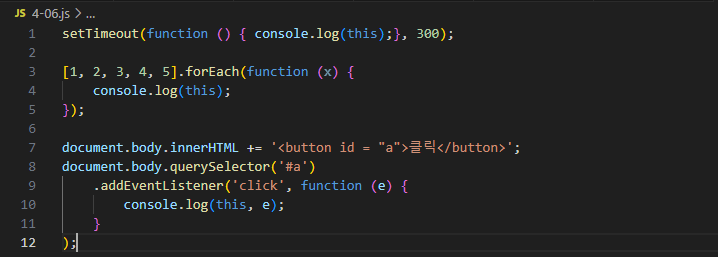 JS 4-06.js > ...
1 setTimeout(function () { console.log(this);}, 300);
2
3 [1, 2, 3, 4, 5].forEach(function (x) {
4     console.log(this);
5 });
6
7 document.body.innerHTML += '<button id = "a">클릭</button>';
8 document.body.querySelector('#a')
9     .addEventListener('click', function (e) {
10         console.log(this, e);
11     }
12 );